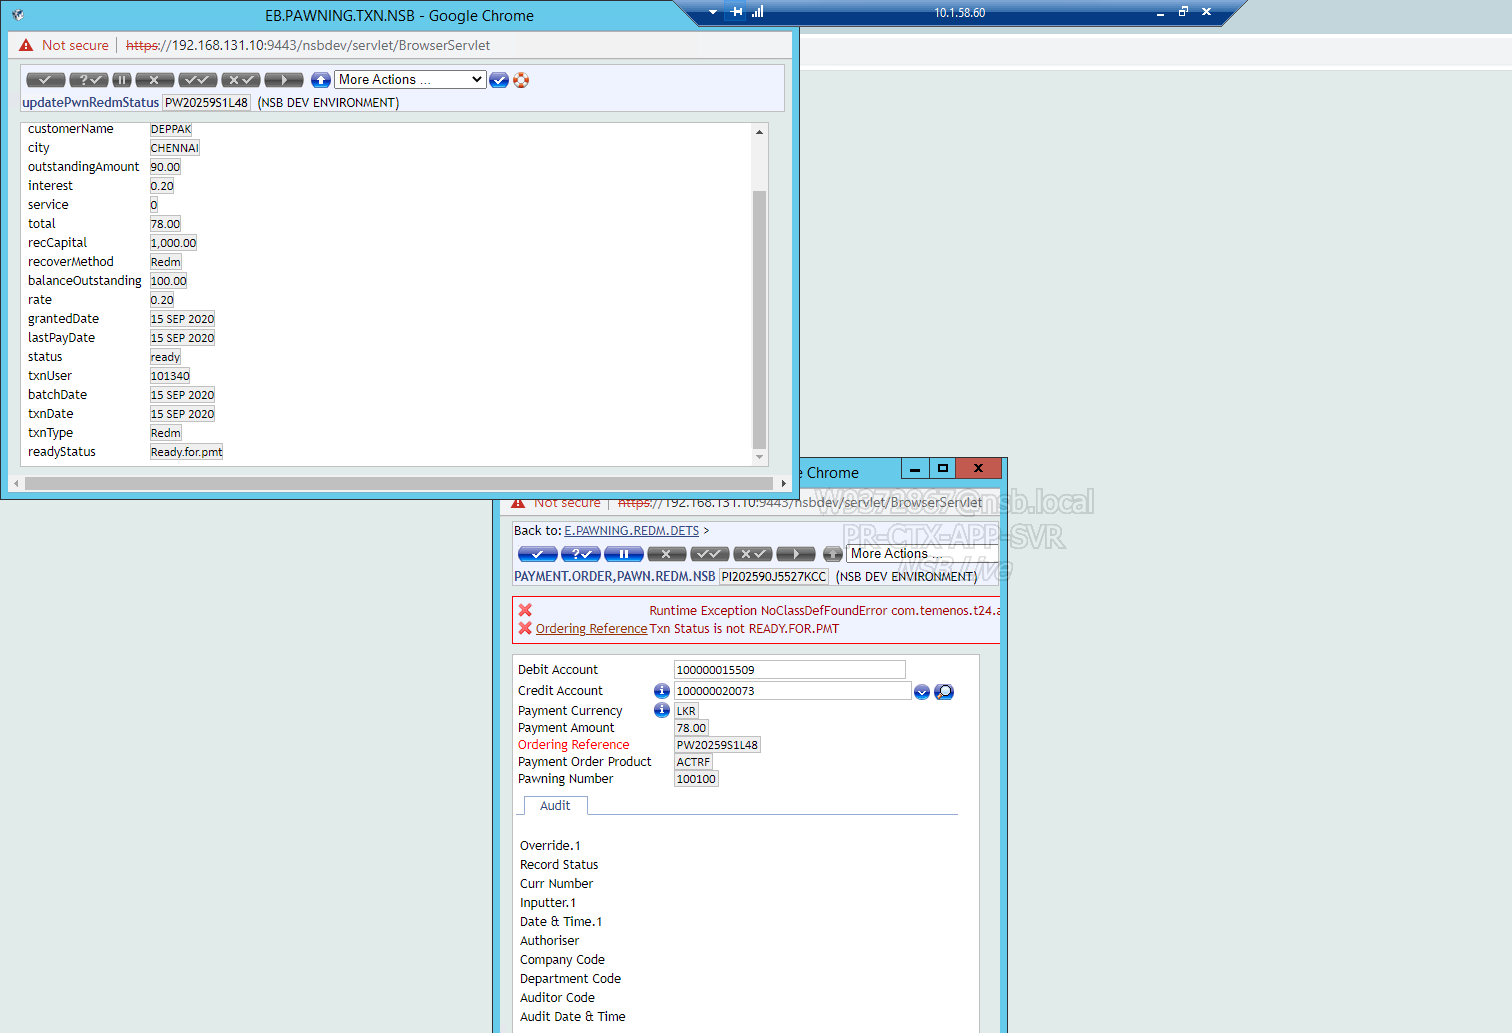 EB.PAWNING.TXN.NSB - Google Chrome
10.1.58.60
Not secure https://192.168.131.10:9443/nsbdev/servlet/BrowserServlet
More Actions ...
updatePwnRedmStatus PW20259S1L48 (NSB DEV ENVIRONMENT)
customerName DEPPAK
city CHENNAI
outstandingAmount 90.00
interest 0.20
service 0
total 78.00
recCapital 1,000.00
recoverMethod Redm
balanceOutstanding 100.00
rate 0.20
grantedDate 15 SEP 2020
lastPayDate 15 SEP 2020
status ready
txnUser 101340
batchDate 15 SEP 2020
txnDate 15 SEP 2020
txnType Redm
readyStatus Ready.for.pmt
Chrome
Not secure https://192.168.131.10:9443/nsbdev/servlet/BrowserServlet
Back to: E.PAWNING.REDM.DETS >
More Actions ...
PAYMENT.ORDER,PAWN.REDM.NSB PI202590J5527KCC (NSB DEV ENVIRONMENT)
@nsb.local
PR-CTX-APP-SVR
NSB Live
Runtime Exception NoClassDefFoundError com.temenos.t24.a
Ordering Reference Txn Status is not READY.FOR.PMT
Debit Account 100000015509
Credit Account 100000020073
Payment Currency LKR
Payment Amount 78.00
Ordering Reference PW20259S1L48
Payment Order Product ACTRF
Pawning Number 100100
Audit
Override.1
Record Status
Curr Number
Inputter.1
Date & Time.1
Authoriser
Company Code
Department Code
Auditor Code
Audit Date & Time